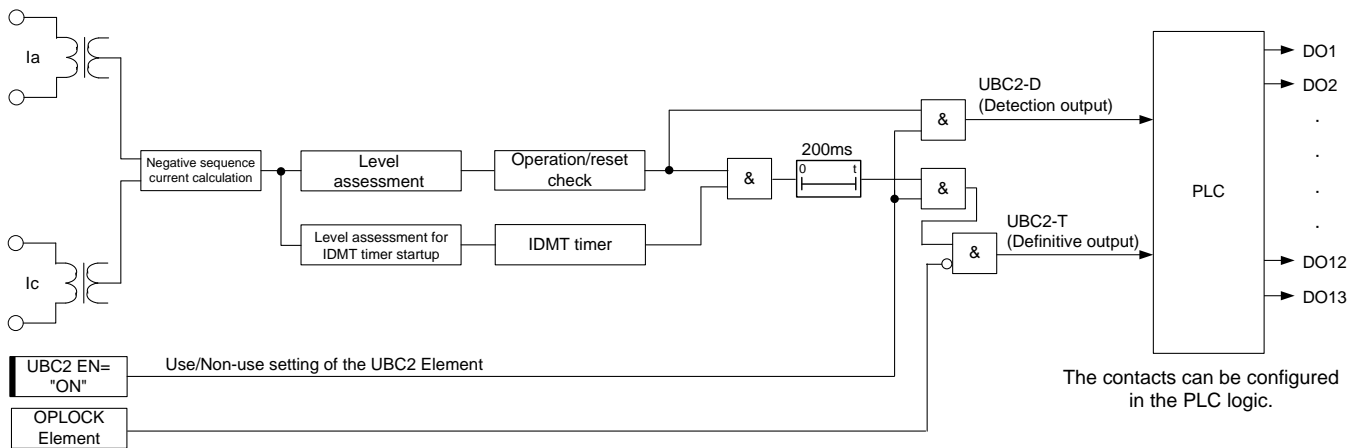 Ia
Negative sequence
current calculation
Level
assessment
Operation/reset
check
Level assessment for
IDMT timer startup
IDMT timer
&
200ms
0 t
&
UBC2-D
(Detection output)
&
UBC2-T
(Definitive output)
&
PLC
DO1
DO2
.
.
.
.
DO12
DO13
Ic
UBC2 EN=
"ON"
Use/Non-use setting of the UBC2 Element
OPLOCK
Element
The contacts can be configured
in the PLC logic.